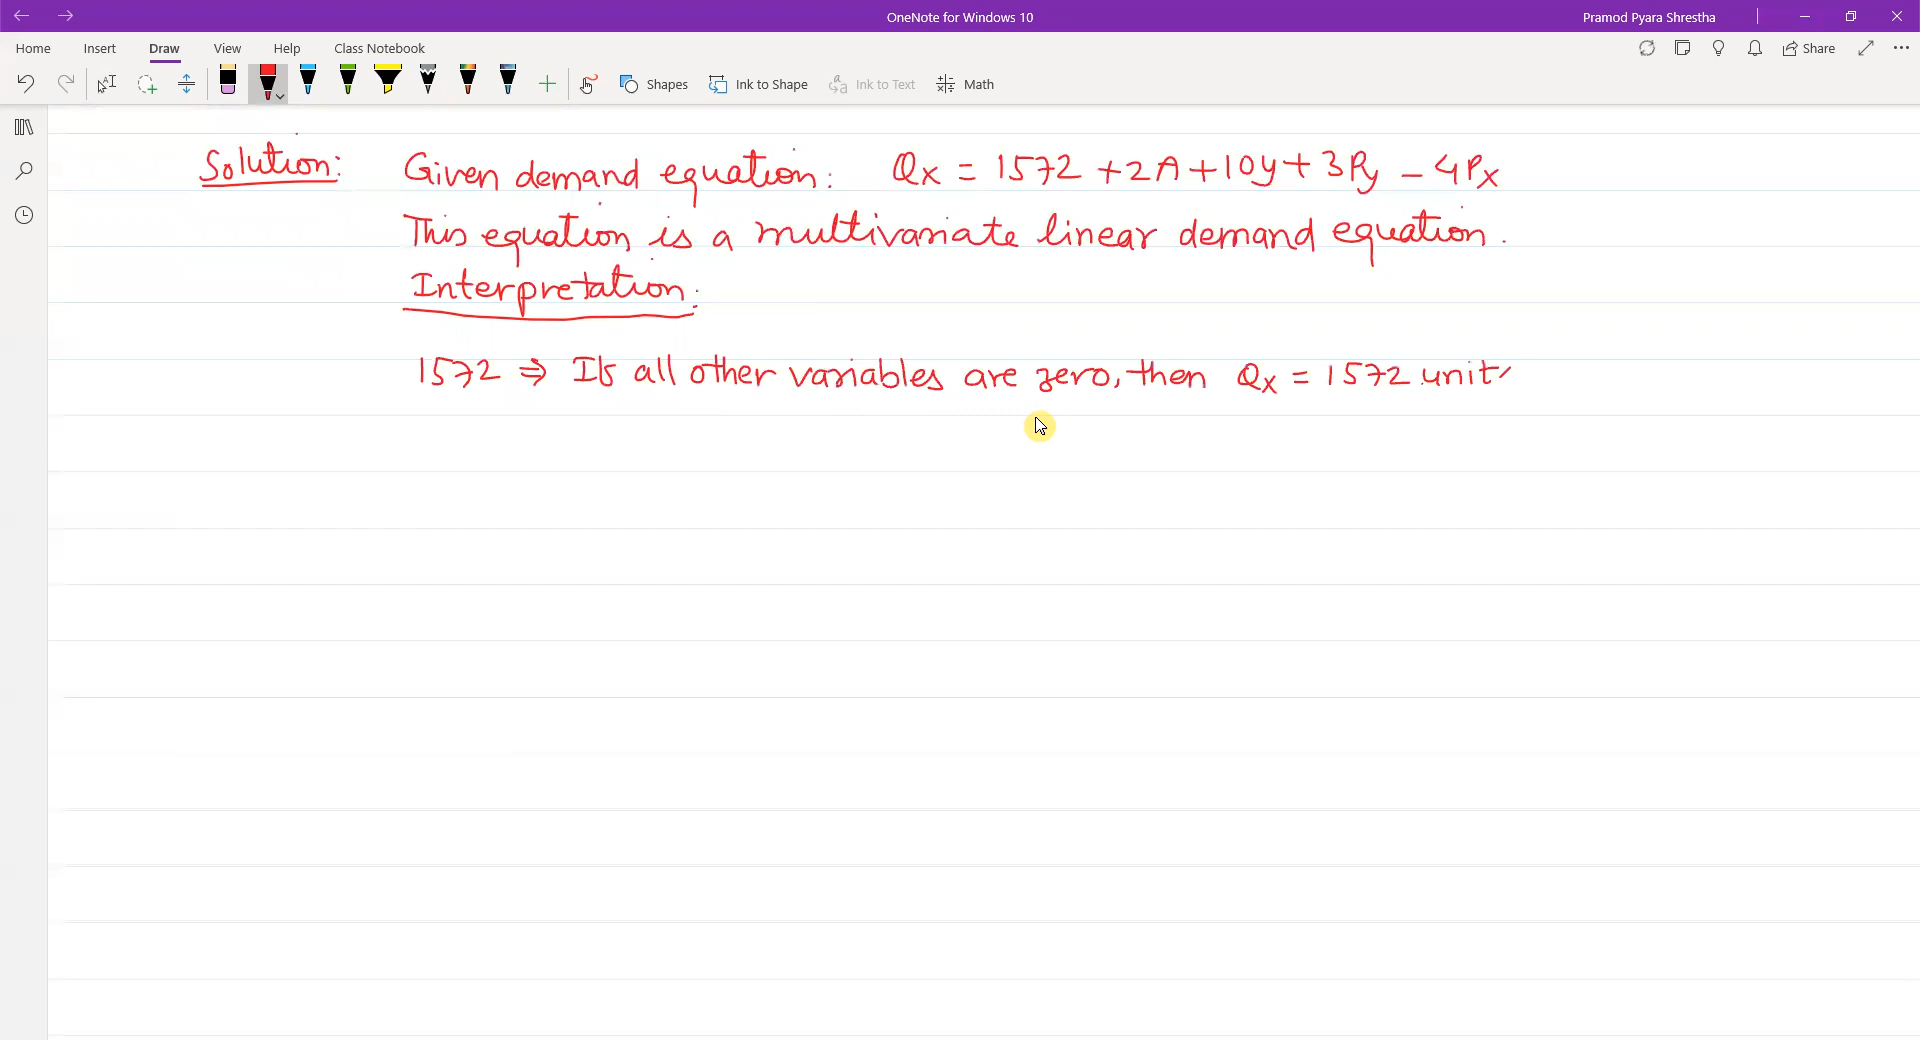 OneNote for Windows 10
Pramod Pyara Shrestha
Home Insert Draw View Help Class Notebook
Share
Shapes Ink to Shape Ink to Text Math
Solution: Given demand equation: Qx = 1572 + 2A + 10y + 3Py - 4Px
This equation is a multivariate linear demand equation.
Interpretation:
1572 ⇒ If all other variables are zero, then Qx = 1572 units